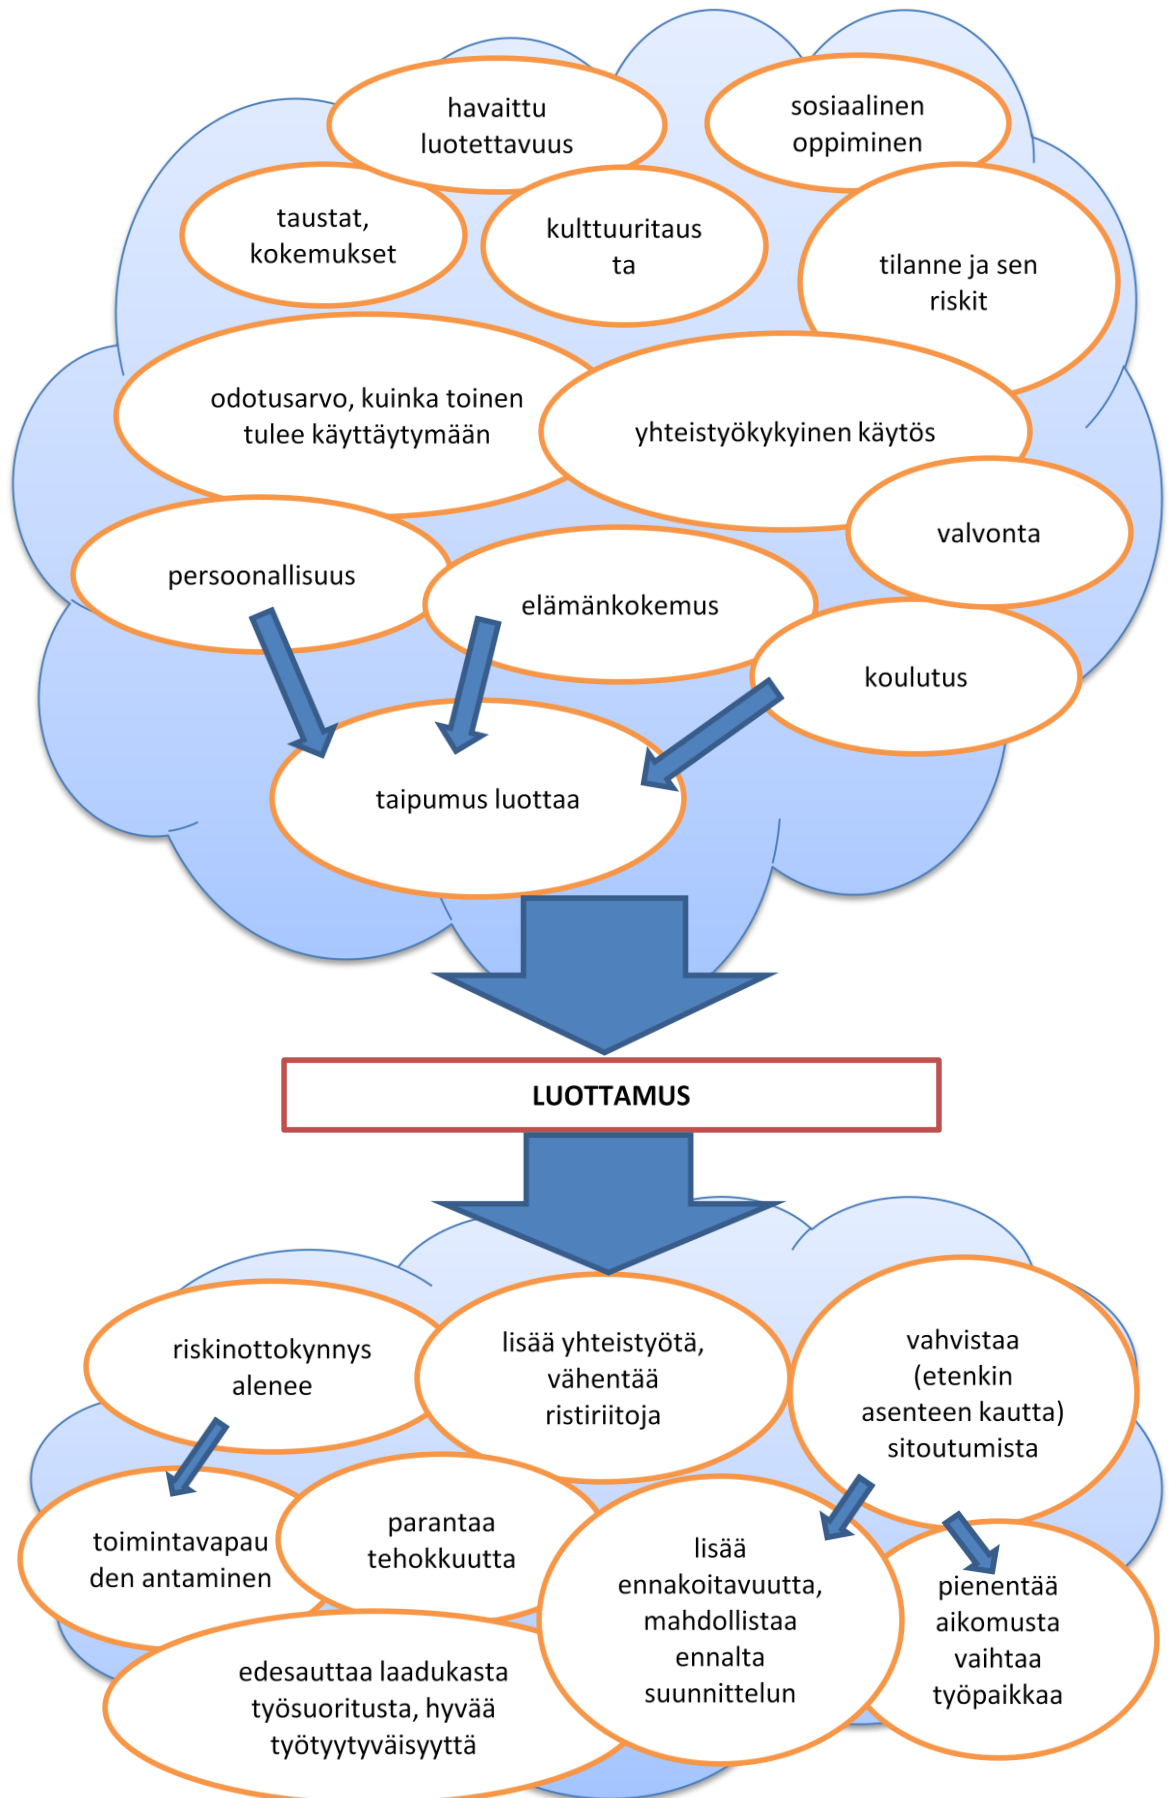 havaittu
luotettavuus
sosiaalinen
oppiminen
taustat,
kokemukset
kulttuuritaus
ta
tilanne ja sen
riskit
odotusarvo, kuinka toinen
tulee käyttäytymään
yhteistyökykyinen käytös
valvonta
persoonallisuus
elämänkokemus
koulutus
taipumus luottaa
LUOTTAMUS
riskinottokynnys
alenee
lisää yhteistyötä,
vähentää
ristiriitoja
vahvistaa
(etenkin
asenteen kautta)
sitoutumista
toimintavapau
den antaminen
parantaa
tehokkuutta
lisää
ennakoitavuutta,
mahdollistaa
ennalta
suunnittelun
pienentää
aikomusta
vaihtaa
työpaikkaa
edesauttaa laadukasta
työsuoritusta, hyvää
työtyytyväisyyttä